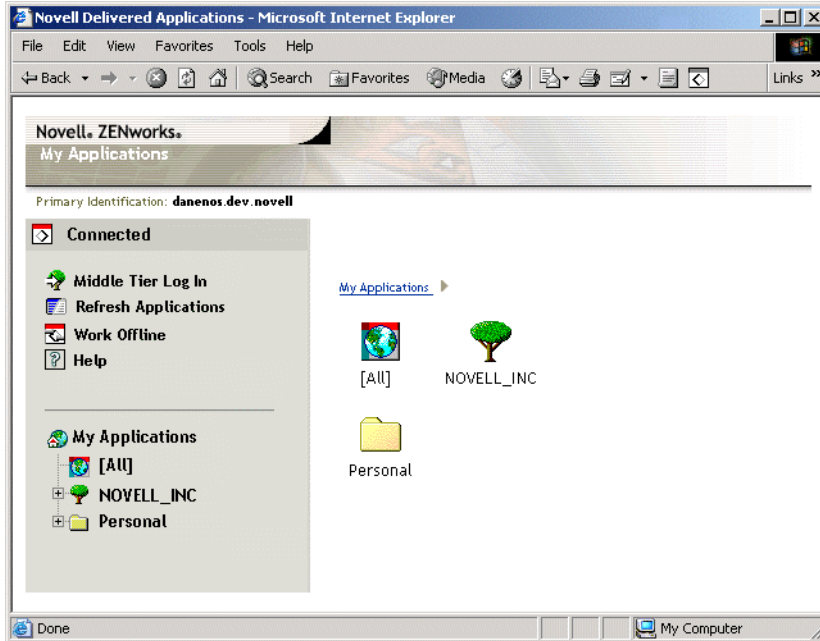 Novell Delivered Applications - Microsoft Internet Explorer
File Edit View Favorites Tools Help
Back Search Favorites Media Links »
Novell® ZENworks®
My Applications
Primary Identification: danenos.dev.novell
Connected
Middle Tier Log In
Refresh Applications
Work Offline
Help
My Applications
[All]
NOVELL_INC
Personal
My Applications
[All]
NOVELL_INC
Personal
Done
My Computer